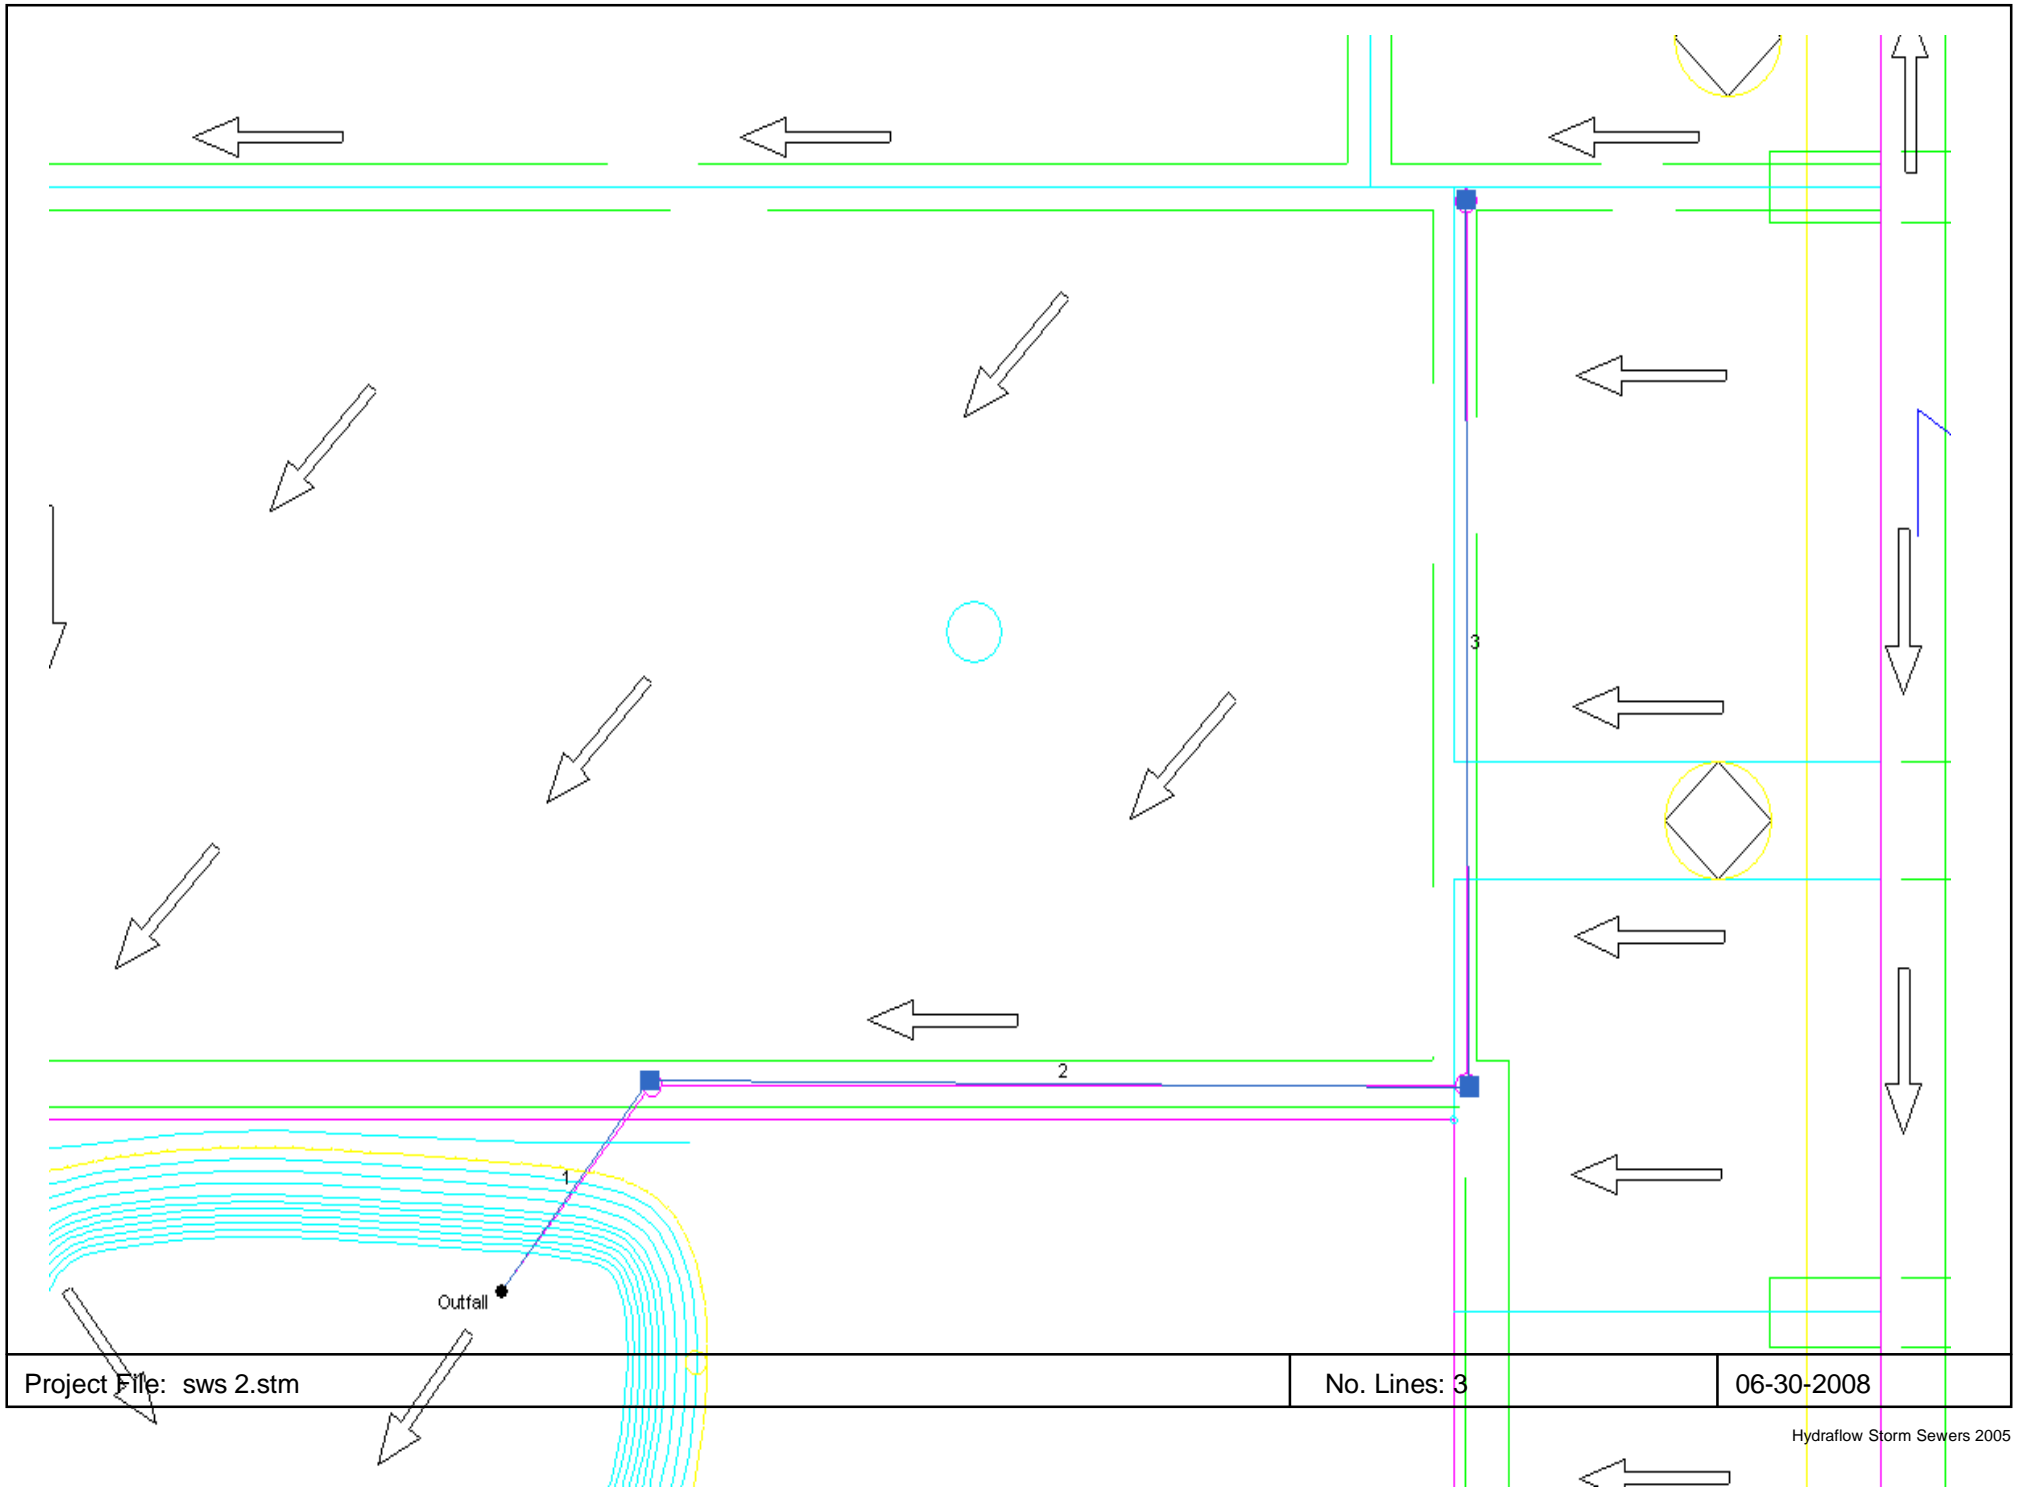 3
2
1
Outfall
Project File: sws 2.stm
No. Lines: 3
06-30-2008
Hydraflow Storm Sewers 2005